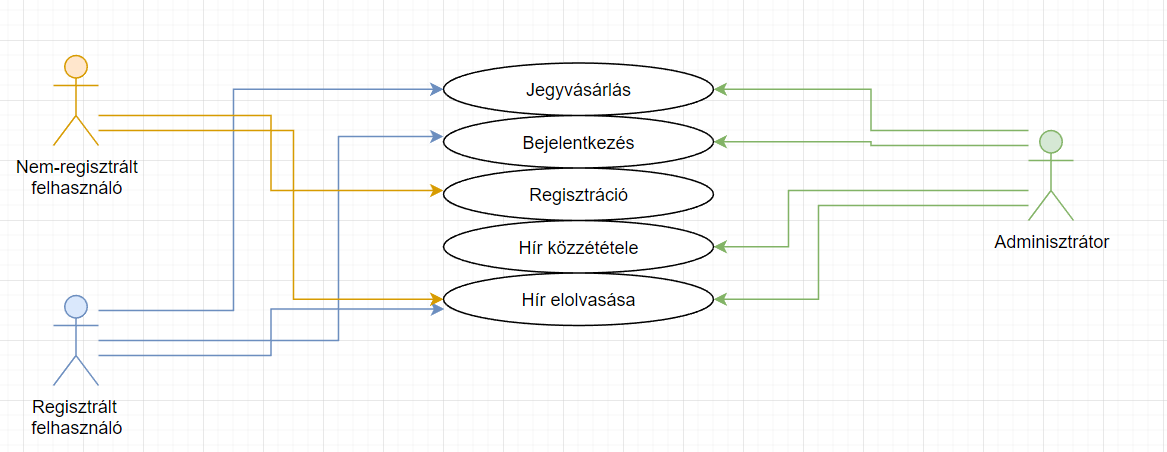 Nem-regisztrált
felhasználó
Regisztrált
felhasználó
Jegyvásárlás
Bejelentkezés
Regisztráció
Hír közzététele
Hír elolvasása
Adminisztrátor